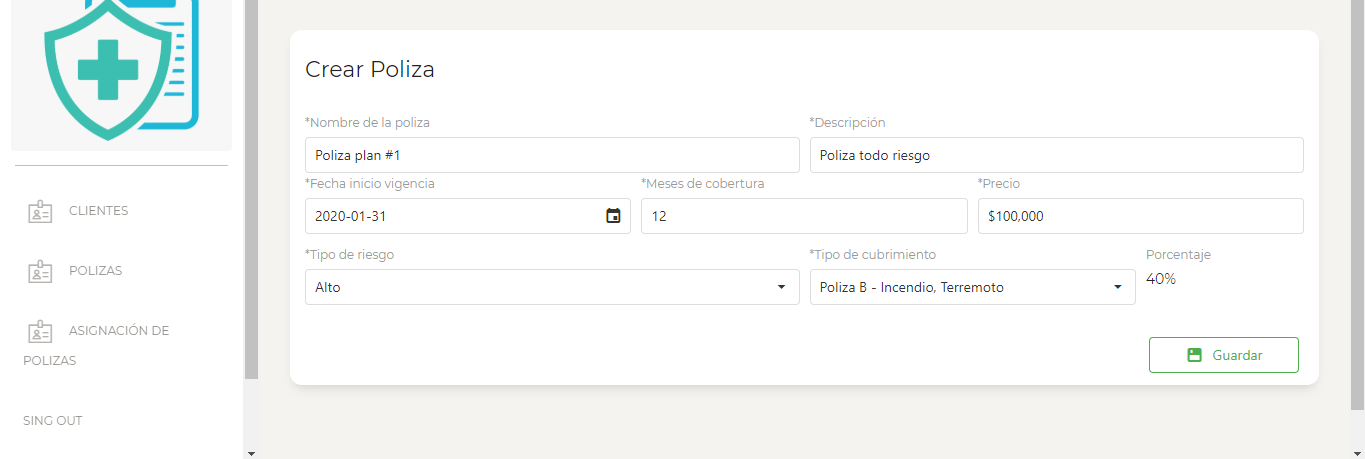 CLIENTES
POLIZAS
ASIGNACIÓN DE
POLIZAS
SING OUT
Crear Poliza
*Nombre de la poliza
*Descripción
Poliza plan #1
Poliza todo riesgo
*Fecha inicio vigencia
*Meses de cobertura
*Precio
2020-01-31
12
$100,000
*Tipo de riesgo
*Tipo de cubrimiento
Porcentaje
Alto
Poliza B - Incendio, Terremoto
40%
Guardar